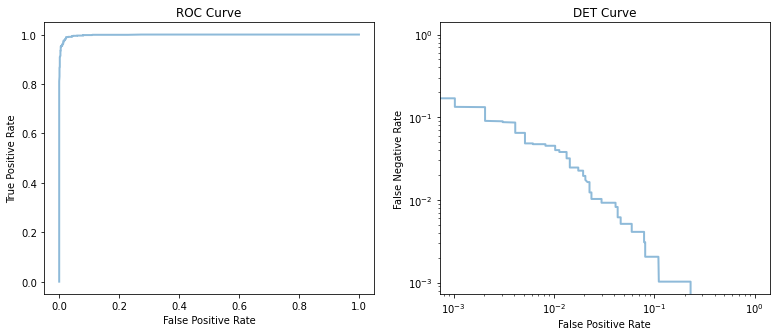 ROC Curve
1.0
0.8
0.6
0.4
0.2
0.0
True Positive Rate
0.0 0.2 0.4 0.6 0.8 1.0
False Positive Rate
DET Curve
10⁰
10⁻¹
10⁻²
10⁻³
False Negative Rate
10⁻³ 10⁻² 10⁻¹ 10⁰
False Positive Rate